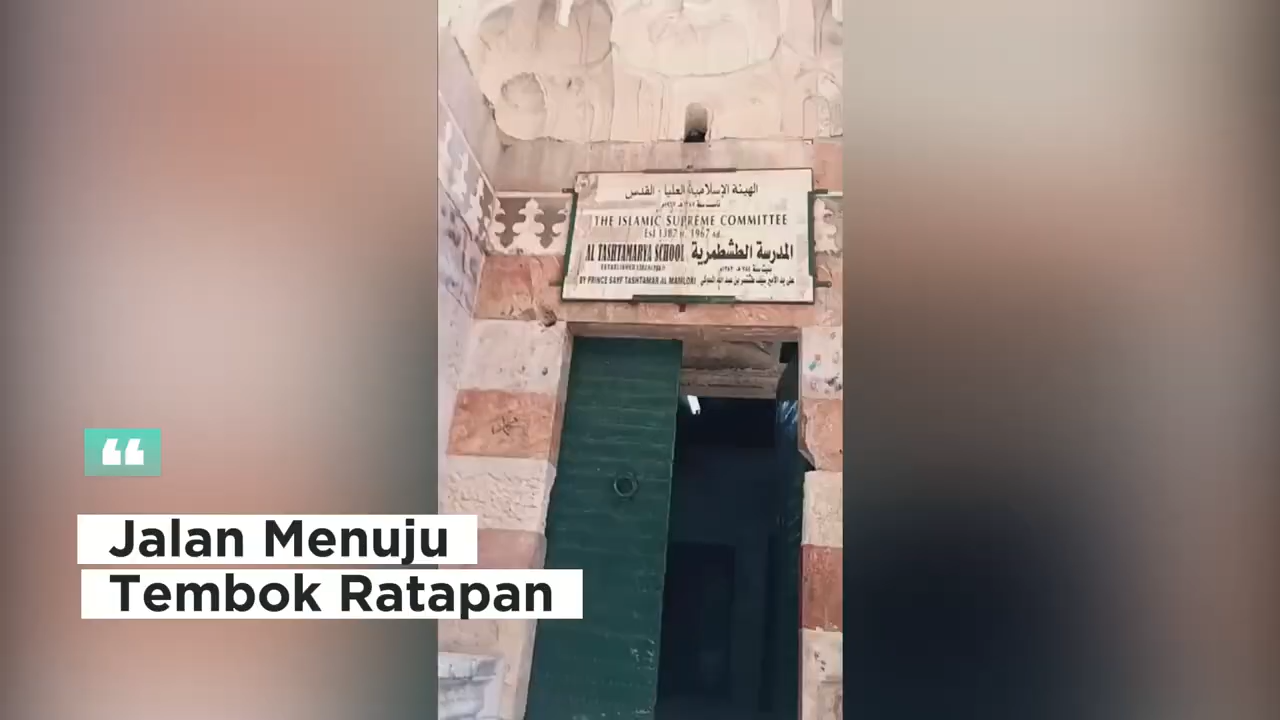 الهيئة الإسلامية العليا - القدس
THE ISLAMIC SUPREME COMMITTEE
Est 1387 H. 1967 AD.
AL TASHTAMARYA SCHOOL المدرسة الطشطمرية
BY PRINCE SAYF TASHTAMAR AL MAMLOKI
“
Jalan Menuju
Tembok Ratapan